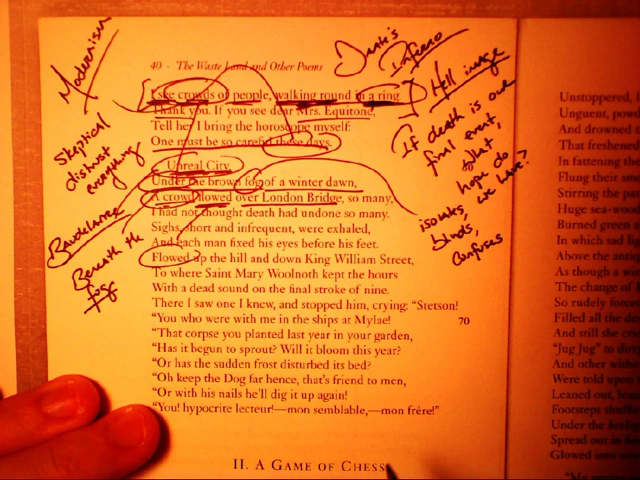 Modernism
Skeptical
distrust
everything
Baudelaire
Beneath the
fog
40 · The Waste Land and Other Poems
Dante's
Inferno
Hell image
If death is our
final event,
what
hope do
we have?
isolates,
blinds,
confuses
I see crowds of people, walking round in a ring.
Thank you. If you see dear Mrs. Equitone,
Tell her I bring the horoscope myself:
One must be so careful these days.
Unreal City,
Under the brown fog of a winter dawn,
A crowd flowed over London Bridge, so many,
I had not thought death had undone so many.
Sighs, short and infrequent, were exhaled,
And each man fixed his eyes before his feet.
Flowed up the hill and down King William Street,
To where Saint Mary Woolnoth kept the hours
With a dead sound on the final stroke of nine.
There I saw one I knew, and stopped him, crying: "Stetson!
"You who were with me in the ships at Mylae! 70
"That corpse you planted last year in your garden,
"Has it begun to sprout? Will it bloom this year?
"Or has the sudden frost disturbed its bed?
"Oh keep the Dog far hence, that's friend to men,
"Or with his nails he'll dig it up again!
"You! hypocrite lecteur!—mon semblable,—mon frére!"
II. A GAME OF CHESS
Unstoppered, l
Unguent, powd
And drowned
That freshened
In fattening the
Flung their smo
Stirring the pat
Huge sea-wood
Burned green a
In which sad lig
Above the antiq
As though a wi
The change of
So rudely forced
Filled all the des
And still she crie
"Jug Jug" to dirty
And other withe
Were told upon
Leaned out, lean
Footsteps shuffle
Under the fireligh
Spread out in fie
Glowed into wor